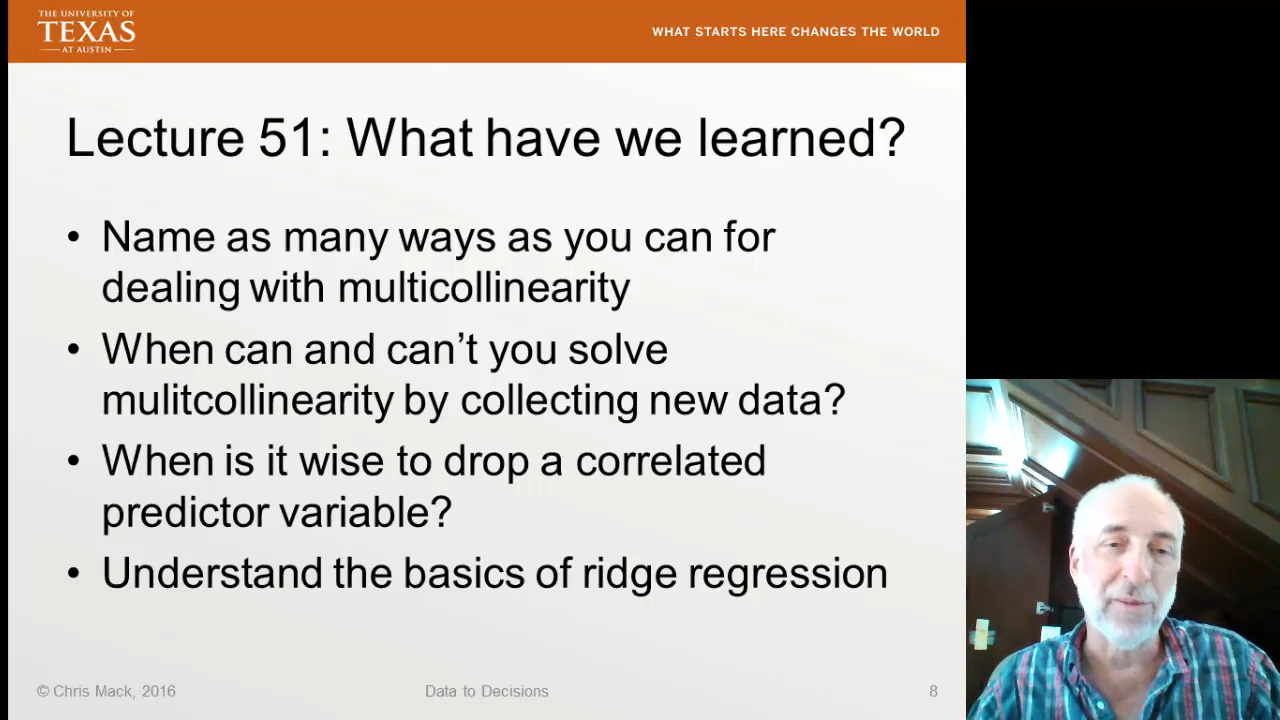 THE UNIVERSITY OF
TEXAS
AT AUSTIN
WHAT STARTS HERE CHANGES THE WORLD
Lecture 51: What have we learned?
• Name as many ways as you can for
dealing with multicollinearity
• When can and can’t you solve
mulitcollinearity by collecting new data?
• When is it wise to drop a correlated
predictor variable?
• Understand the basics of ridge regression
© Chris Mack, 2016
Data to Decisions
8